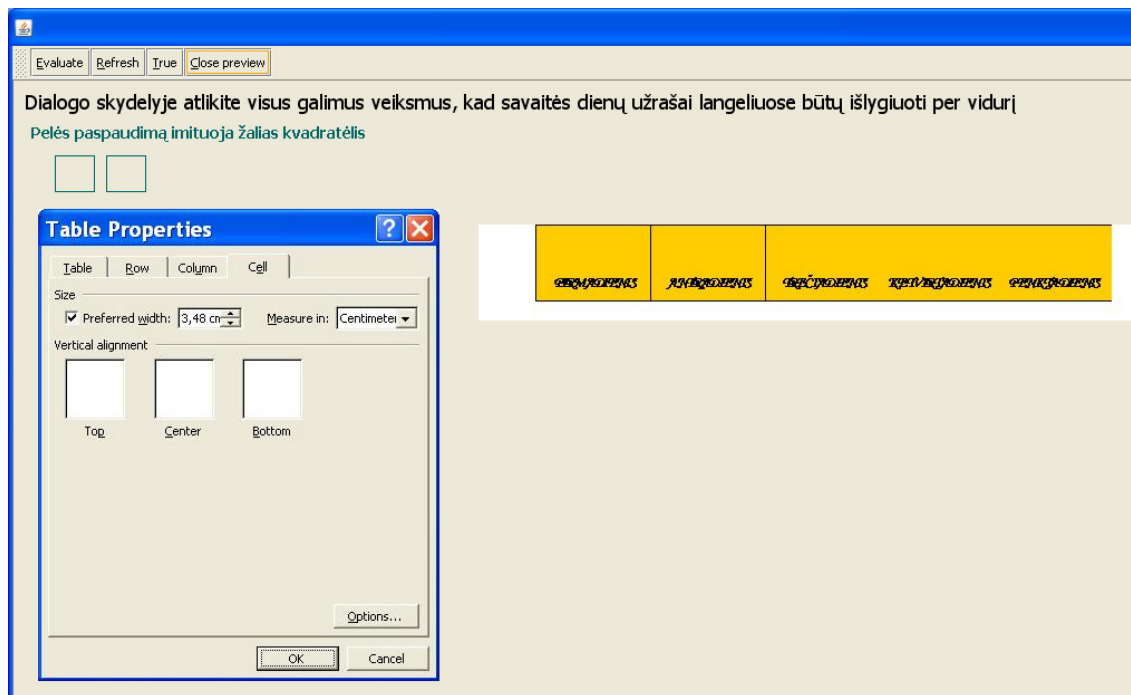 Evaluate Refresh True Close preview
Dialogo skydelyje atlikite visus galimus veiksmus, kad savaitės dienų užrašai langeliuose būtų išlygiuoti per vidurį
Pelės paspaudimą imituoja žalias kvadratėlis
Table Properties
Table Row Column Cell
Size
Preferred width: 3,48 cm Measure in:
Vertical alignment
Top Center Bottom
Options...
OK Cancel